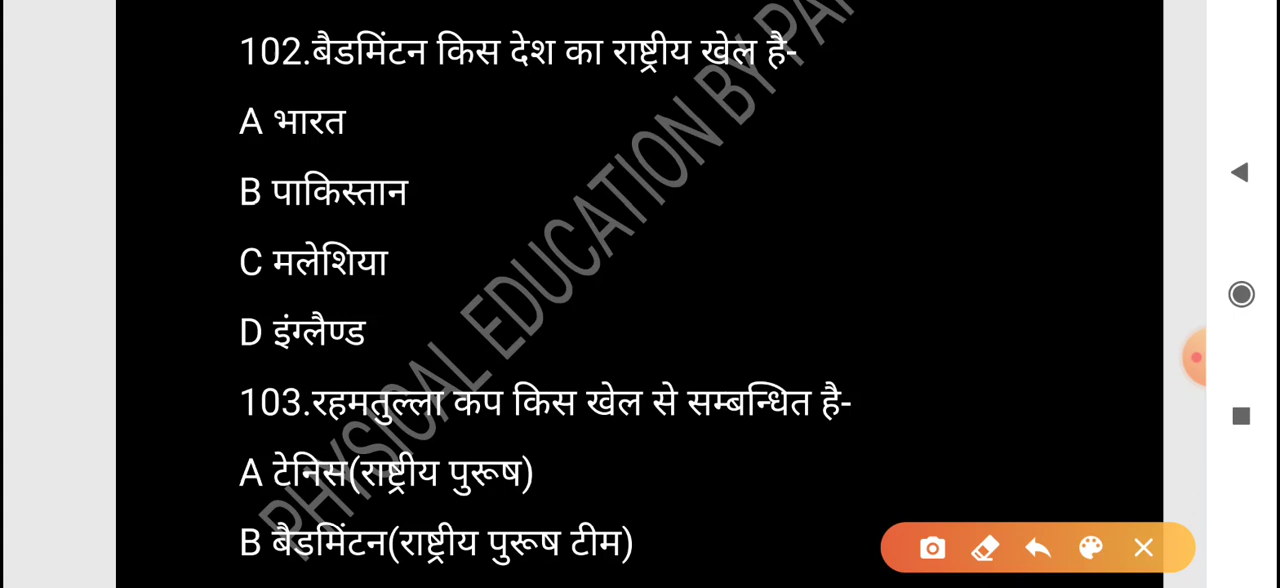 102.बैडमिंटन किस देश का राष्ट्रीय खेल है-
A भारत
B पाकिस्तान
C मलेशिया
D इंग्लैण्ड
103.रहमतुल्ला कप किस खेल से सम्बन्धित है-
A टेनिस(राष्ट्रीय पुरूष)
B बैडमिंटन(राष्ट्रीय पुरूष टीम)
PHYSICAL EDUCATION BY